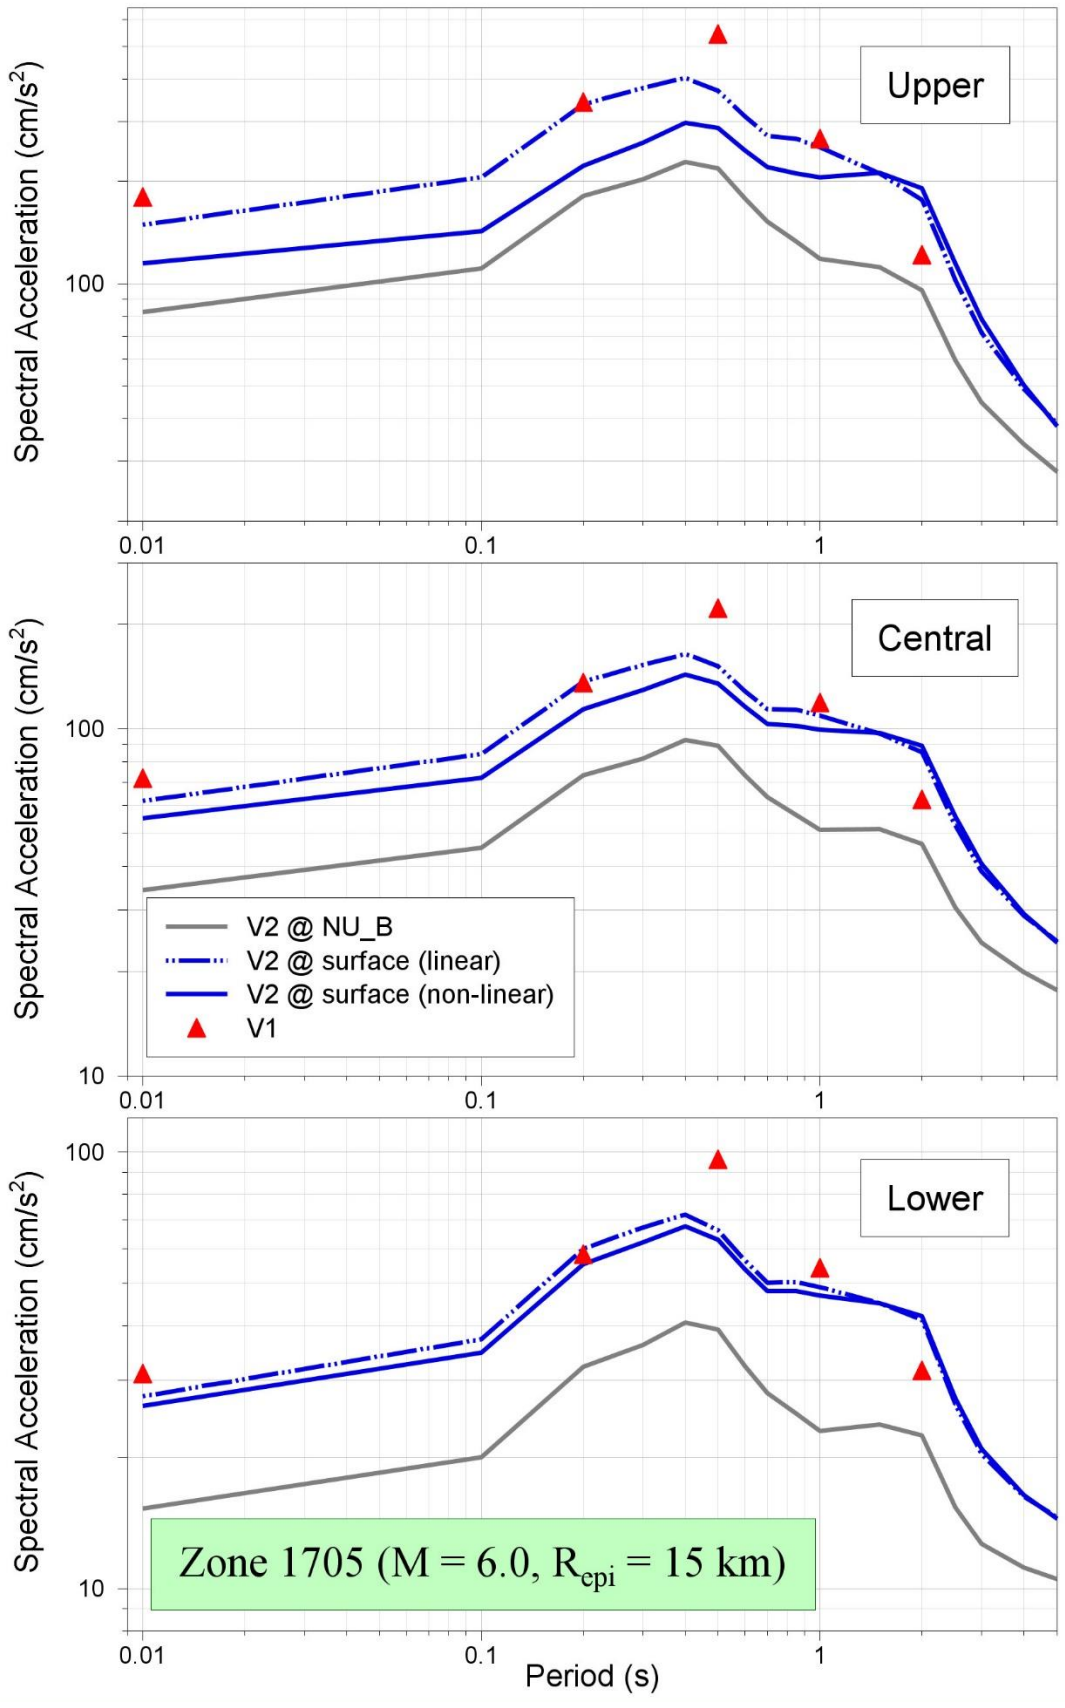 Spectral Acceleration (cm/s²)
Upper
100
0.01 0.1 1
Spectral Acceleration (cm/s²)
Central
100
V2 @ NU_B
V2 @ surface (linear)
V2 @ surface (non-linear)
V1
10
0.01 0.1 1
Spectral Acceleration (cm/s²)
100
Lower
Zone 1705 (M = 6.0, Repi = 15 km)
10
0.01 0.1 1
Period (s)